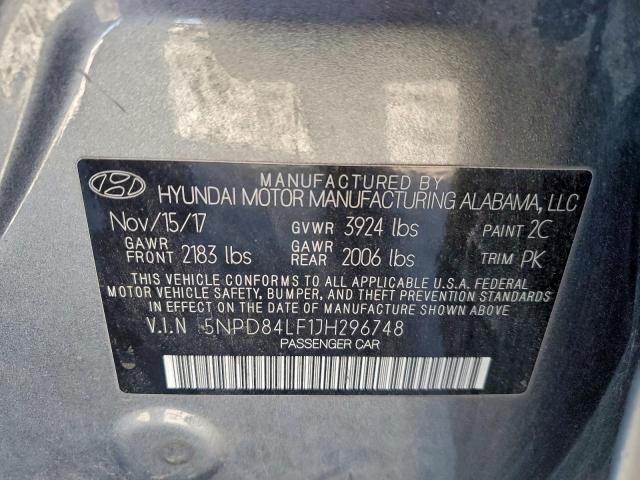 MANUFACTURED BY
HYUNDAI MOTOR MANUFACTURING ALABAMA, LLC
Nov/15/17 GVWR 3924 lbs PAINT 2C
GAWR FRONT 2183 lbs GAWR REAR 2006 lbs TRIM PK
THIS VEHICLE CONFORMS TO ALL APPLICABLE U.S.A. FEDERAL
MOTOR VEHICLE SAFETY, BUMPER, AND THEFT PREVENTION STANDARDS
IN EFFECT ON THE DATE OF MANUFACTURE SHOWN ABOVE
V.I.N 5NPD84LF1JH296748
PASSENGER CAR